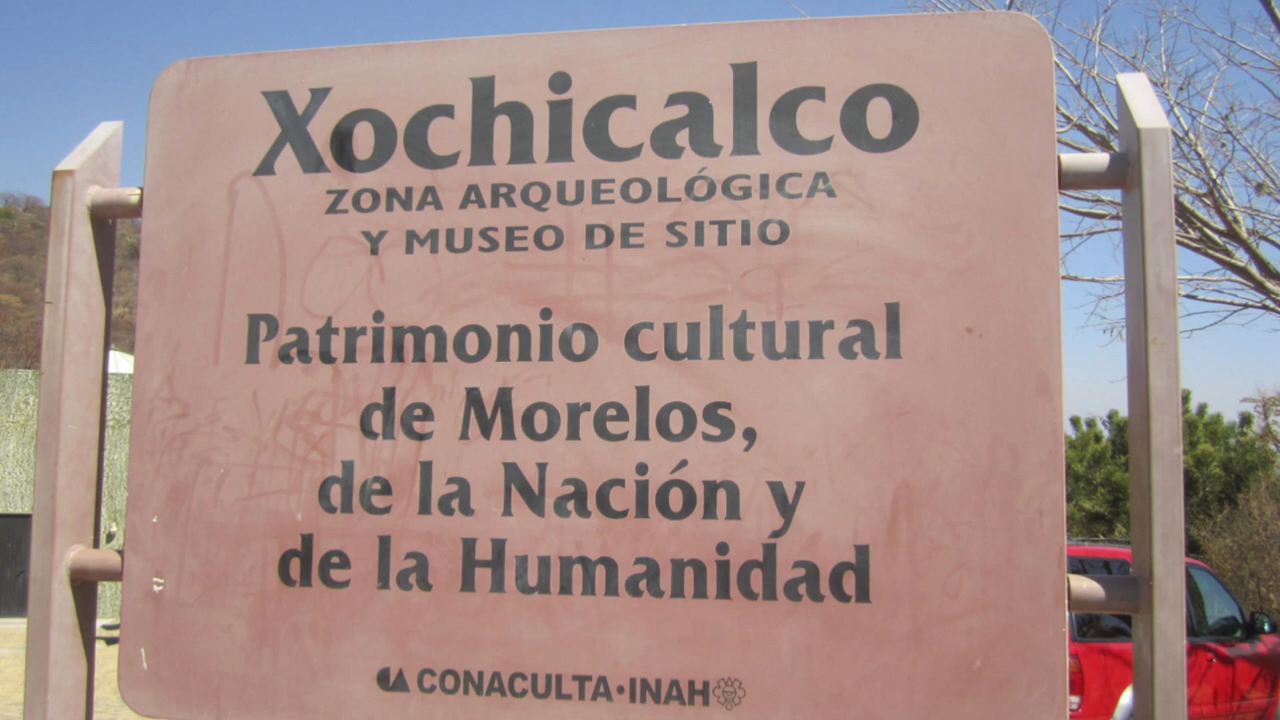 Xochicalco
ZONA ARQUEOLÓGICA
Y MUSEO DE SITIO
Patrimonio cultural
de Morelos,
de la Nación y
de la Humanidad
CONACULTA•INAH